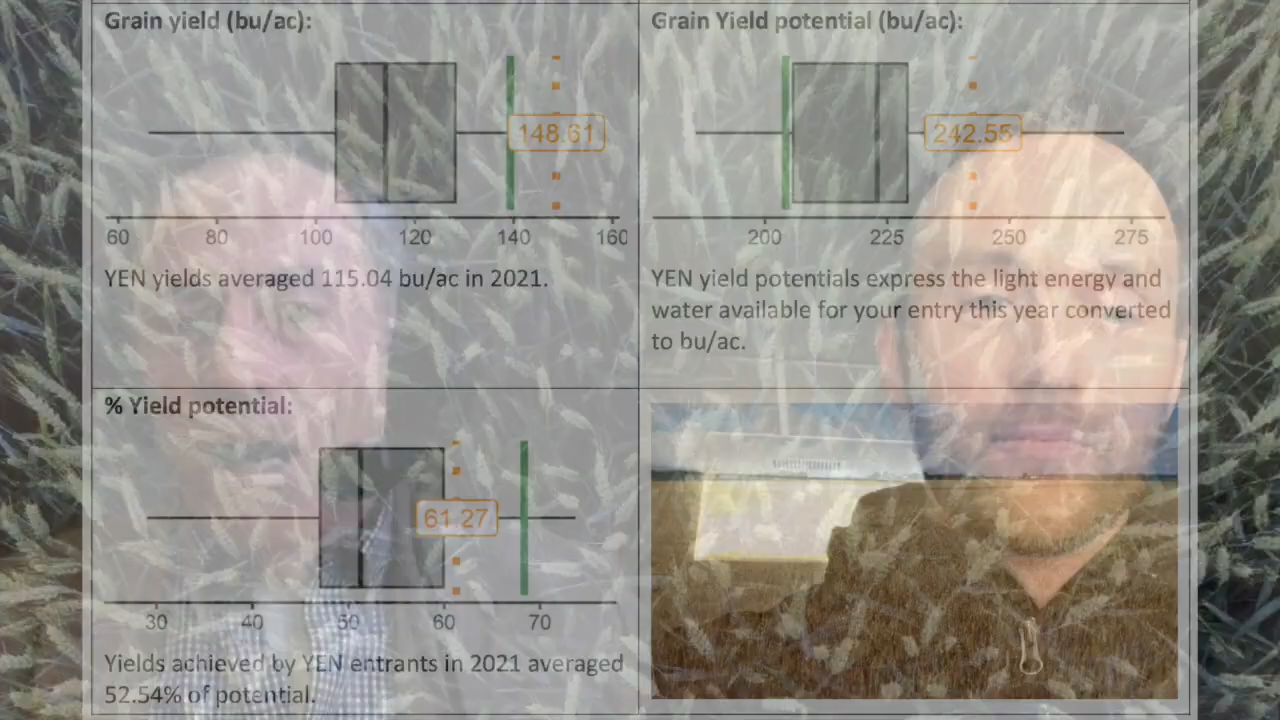 Grain yield (bu/ac):
148.61
60 80 100 120 140 160
YEN yields averaged 115.04 bu/ac in 2021.
Grain Yield potential (bu/ac):
242.55
200 225 250 275
YEN yield potentials express the light energy and
water available for your entry this year converted
to bu/ac.
% Yield potential:
61.27
30 40 50 60 70
Yields achieved by YEN entrants in 2021 averaged
52.54% of potential.